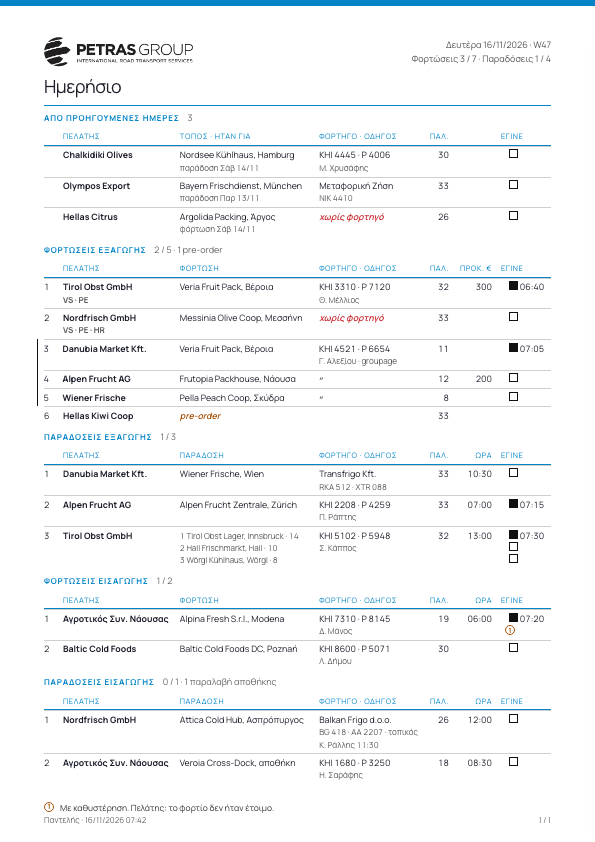 PETRAS GROUP
INTERNATIONAL ROAD TRANSPORT SERVICES
Δευτέρα 16/11/2026 · W47
Φορτώσεις 3 / 7 · Παραδόσεις 1 / 4
Ημερήσιο
ΑΠΟ ΠΡΟΗΓΟΥΜΕΝΕΣ ΗΜΕΡΕΣ 3
ΠΕΛΑΤΗΣ ΤΟΠΟΣ · ΗΤΑΝ ΓΙΑ ΦΟΡΤΗΓΟ · ΟΔΗΓΟΣ ΠΑΛ. ΕΓΙΝΕ
Chalkidiki Olives Nordsee Kühlhaus, Hamburg KHI 4445 · P 4006 30
παράδοση Σάβ 14/11 Μ. Χρυσάφης
Olympos Export Bayern Frischdienst, München Μεταφορική Ζήση 33
παράδοση Παρ 13/11 ΝΙΚ 4410
Hellas Citrus Argolida Packing, Άργος χωρίς φορτηγό 26
φόρτωση Σάβ 14/11
ΦΟΡΤΩΣΕΙΣ ΕΞΑΓΩΓΗΣ 2 / 5 · 1 pre-order
ΠΕΛΑΤΗΣ ΦΟΡΤΩΣΗ ΦΟΡΤΗΓΟ · ΟΔΗΓΟΣ ΠΑΛ. ΠΡΟΚ. € ΕΓΙΝΕ
1 Tirol Obst GmbH Veria Fruit Pack, Βέροια KHI 3310 · P 7120 32 300 06:40
VS · PE Θ. Μέλλιος
2 Nordfrisch GmbH Messinia Olive Coop, Μεσσήνη χωρίς φορτηγό 33
VS · PE · HR
3 Danubia Market Kft. Veria Fruit Pack, Βέροια KHI 4521 · P 6654 11 07:05
Γ. Αλεξίου · groupage
4 Alpen Frucht AG Frutopia Packhouse, Νάουσα 〃 12 200
5 Wiener Frische Pella Peach Coop, Σκύδρα 〃 8
6 Hellas Kiwi Coop pre-order 33
ΠΑΡΑΔΟΣΕΙΣ ΕΞΑΓΩΓΗΣ 1 / 3
ΠΕΛΑΤΗΣ ΠΑΡΑΔΟΣΗ ΦΟΡΤΗΓΟ · ΟΔΗΓΟΣ ΠΑΛ. ΩΡΑ ΕΓΙΝΕ
1 Danubia Market Kft. Wiener Frische, Wien Transfrigo Kft. 33 10:30
RKA 512 · XTR 088
2 Alpen Frucht AG Alpen Frucht Zentrale, Zürich KHI 2208 · P 4259 33 07:00 07:15
Π. Ράπτης
3 Tirol Obst GmbH 1 Tirol Obst Lager, Innsbruck · 14 KHI 5102 · P 5948 32 13:00 07:30
2 Hall Frischmarkt, Hall · 10 Σ. Κάππος
3 Wörgl Kühlhaus, Wörgl · 8
ΦΟΡΤΩΣΕΙΣ ΕΙΣΑΓΩΓΗΣ 1 / 2
ΠΕΛΑΤΗΣ ΦΟΡΤΩΣΗ ΦΟΡΤΗΓΟ · ΟΔΗΓΟΣ ΠΑΛ. ΩΡΑ ΕΓΙΝΕ
1 Αγροτικός Συν. Νάουσας Alpina Fresh S.r.l., Modena KHI 7310 · P 8145 19 06:00 07:20
Δ. Μάνος 1
2 Baltic Cold Foods Baltic Cold Foods DC, Poznań KHI 8600 · P 5071 30
Λ. Δήμου
ΠΑΡΑΔΟΣΕΙΣ ΕΙΣΑΓΩΓΗΣ 0 / 1 · 1 παραλαβή αποθήκης
ΠΕΛΑΤΗΣ ΠΑΡΑΔΟΣΗ ΦΟΡΤΗΓΟ · ΟΔΗΓΟΣ ΠΑΛ. ΩΡΑ ΕΓΙΝΕ
1 Nordfrisch GmbH Attica Cold Hub, Ασπρόπυργος Balkan Frigo d.o.o. 26 12:00
BG 418 · AA 2207 · τοπικός
Κ. Ράλλης 11:30
2 Αγροτικός Συν. Νάουσας Veroia Cross-Dock, αποθήκη KHI 1680 · P 3250 18 08:30
Η. Σαράφης
1 Με καθυστέρηση. Πελάτης: το φορτίο δεν ήταν έτοιμο.
Παντελής · 16/11/2026 07:42 1 / 1